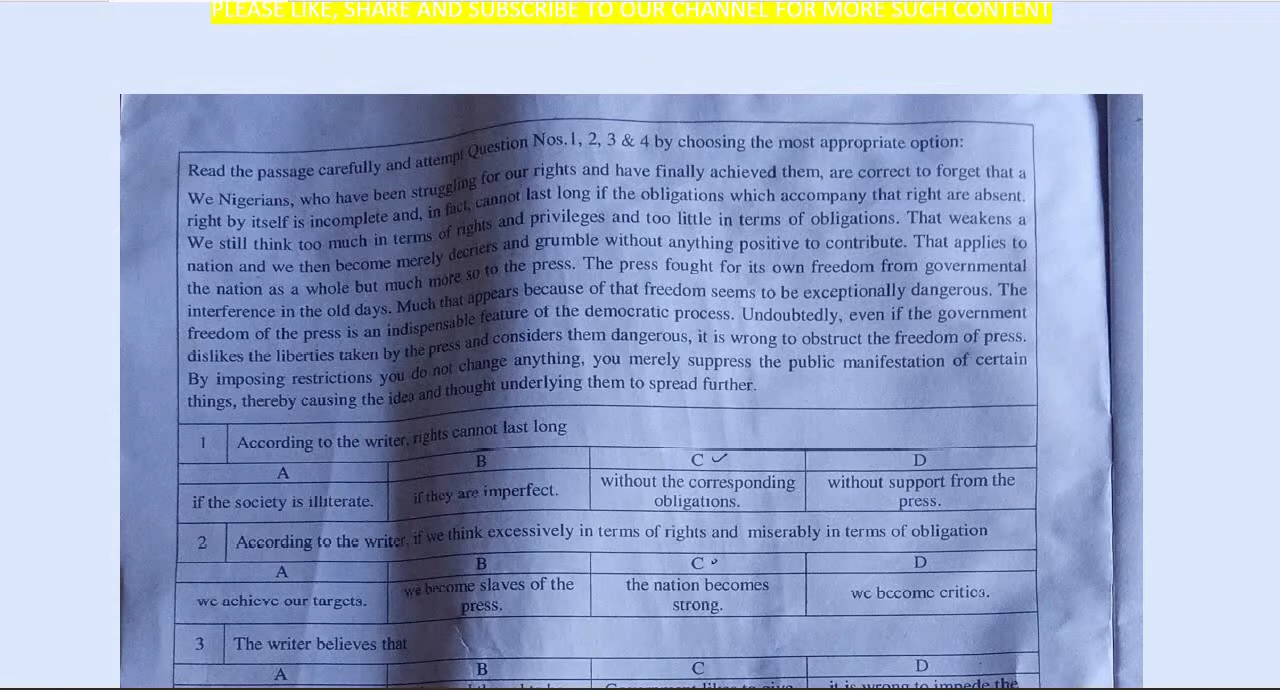 PLEASE LIKE, SHARE AND SUBSCRIBE TO OUR CHANNEL FOR MORE SUCH CONTENT
Read the passage carefully and attempt Question Nos.1, 2, 3 & 4 by choosing the most appropriate option:
We Nigerians, who have been struggling for our rights and have finally achieved them, are correct to forget that a
right by itself is incomplete and, in fact, cannot last long if the obligations which accompany that right are absent.
We still think too much in terms of rights and privileges and too little in terms of obligations. That weakens a
nation and we then become merely decriers and grumble without anything positive to contribute. That applies to
the nation as a whole but much more so to the press. The press fought for its own freedom from governmental
interference in the old days. Much that appears because of that freedom seems to be exceptionally dangerous. The
freedom of the press is an indispensable feature of the democratic process. Undoubtedly, even if the government
dislikes the liberties taken by the press and considers them dangerous, it is wrong to obstruct the freedom of press.
By imposing restrictions you do not change anything, you merely suppress the public manifestation of certain
things, thereby causing the idea and thought underlying them to spread further.
1 According to the writer, rights cannot last long
A B C D
if the society is illiterate. if they are imperfect. without the corresponding obligations. without support from the press.
2 According to the writer, if we think excessively in terms of rights and miserably in terms of obligation
A B C D
we achieve our targets. we become slaves of the press. the nation becomes strong. we become critics.
3 The writer believes that
A B C D
it is wrong to impede the